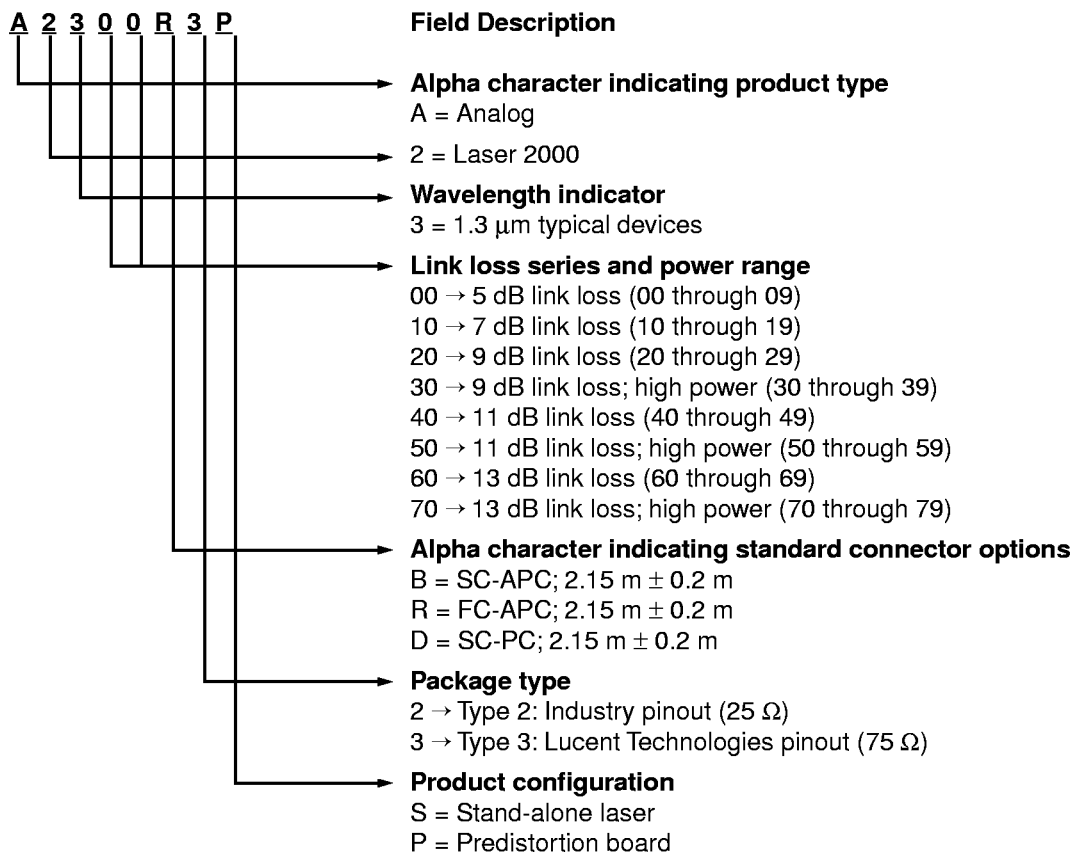 A 2 3 0 0 R 3 P Field Description
Alpha character indicating product type
A = Analog
2 = Laser 2000
Wavelength indicator
3 = 1.3 μm typical devices
Link loss series and power range
00 → 5 dB link loss (00 through 09)
10 → 7 dB link loss (10 through 19)
20 → 9 dB link loss (20 through 29)
30 → 9 dB link loss; high power (30 through 39)
40 → 11 dB link loss (40 through 49)
50 → 11 dB link loss; high power (50 through 59)
60 → 13 dB link loss (60 through 69)
70 → 13 dB link loss; high power (70 through 79)
Alpha character indicating standard connector options
B = SC-APC; 2.15 m ± 0.2 m
R = FC-APC; 2.15 m ± 0.2 m
D = SC-PC; 2.15 m ± 0.2 m
Package type
2 → Type 2: Industry pinout (25 Ω)
3 → Type 3: Lucent Technologies pinout (75 Ω)
Product configuration
S = Stand-alone laser
P = Predistortion board